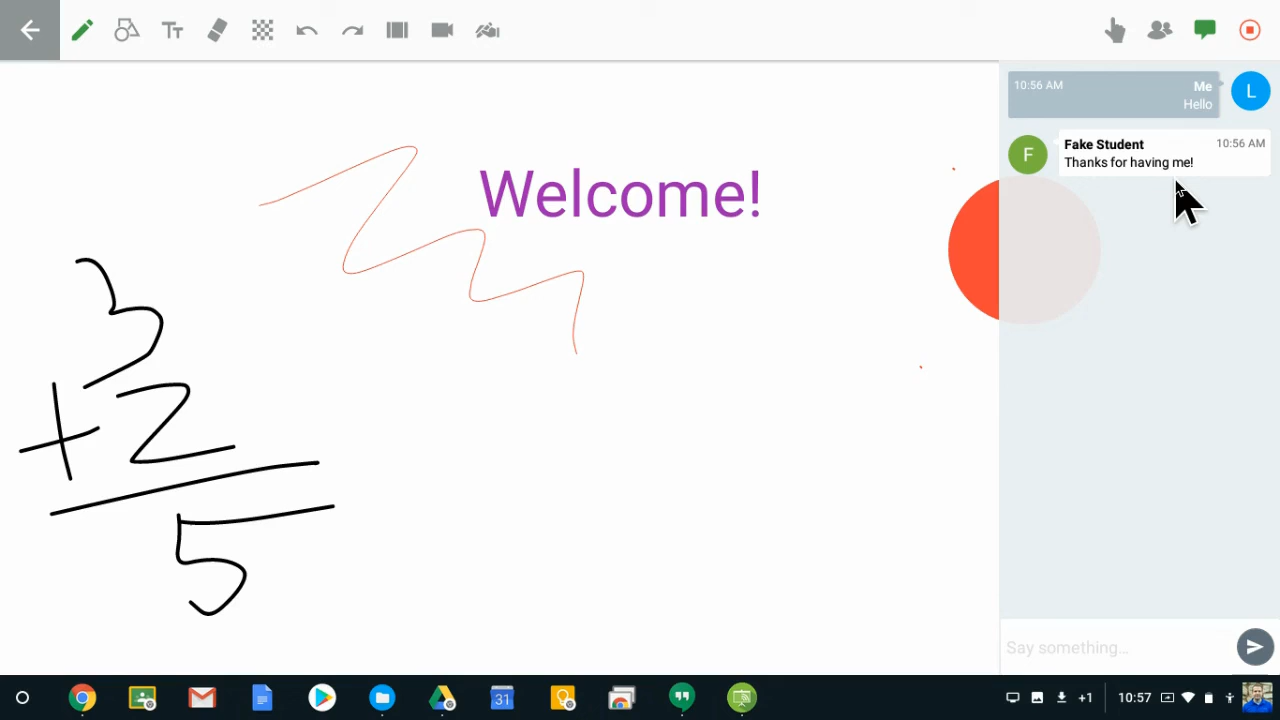 Tт
10:56 AM
Me
Hello
L
F
Fake Student
10:56 AM
Thanks for having me!
Welcome!
3
+2
5
Say something...
31
+1
10:57